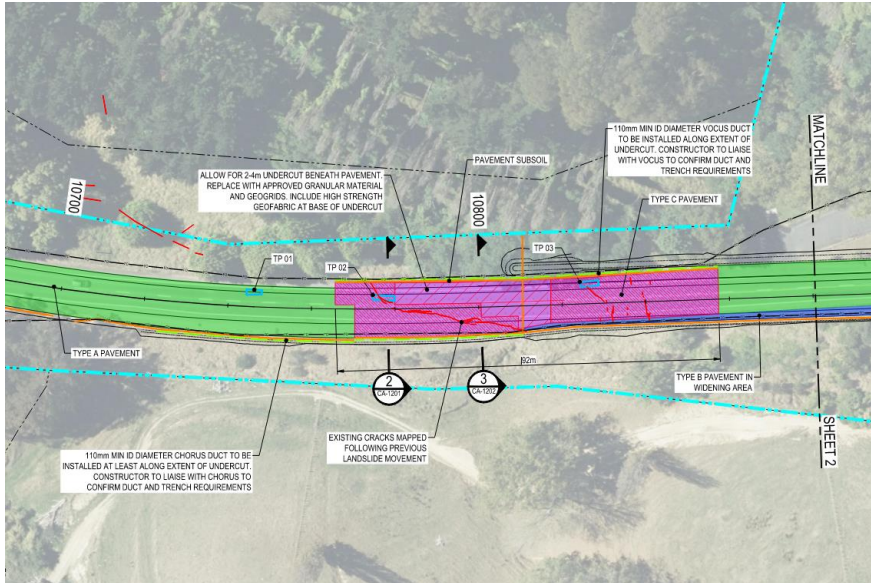 110mm MIN ID DIAMETER VOCUS DUCT
TO BE INSTALLED ALONG EXTENT OF
UNDERCUT. CONSTRUCTOR TO LIAISE
WITH VOCUS TO CONFIRM DUCT AND
TRENCH REQUIREMENTS
MATCHLINE
PAVEMENT SUBSOIL
ALLOW FOR 2-4m UNDERCUT BENEATH PAVEMENT.
REPLACE WITH APPROVED GRANULAR MATERIAL
AND GEOGRIDS. INCLUDE HIGH STRENGTH
GEOFABRIC AT BASE OF UNDERCUT
10700
10800
TYPE C PAVEMENT
TP 01
TP 02
TP 03
TYPE A PAVEMENT
92m
TYPE B PAVEMENT IN
WIDENING AREA
2
CA-1201
3
CA-1202
EXISTING CRACKS MAPPED
FOLLOWING PREVIOUS
LANDSLIDE MOVEMENT
110mm MIN ID DIAMETER CHORUS DUCT TO BE
INSTALLED AT LEAST ALONG EXTENT OF UNDERCUT.
CONSTRUCTOR TO LIAISE WITH CHORUS TO
CONFIRM DUCT AND TRENCH REQUIREMENTS
SHEET 2